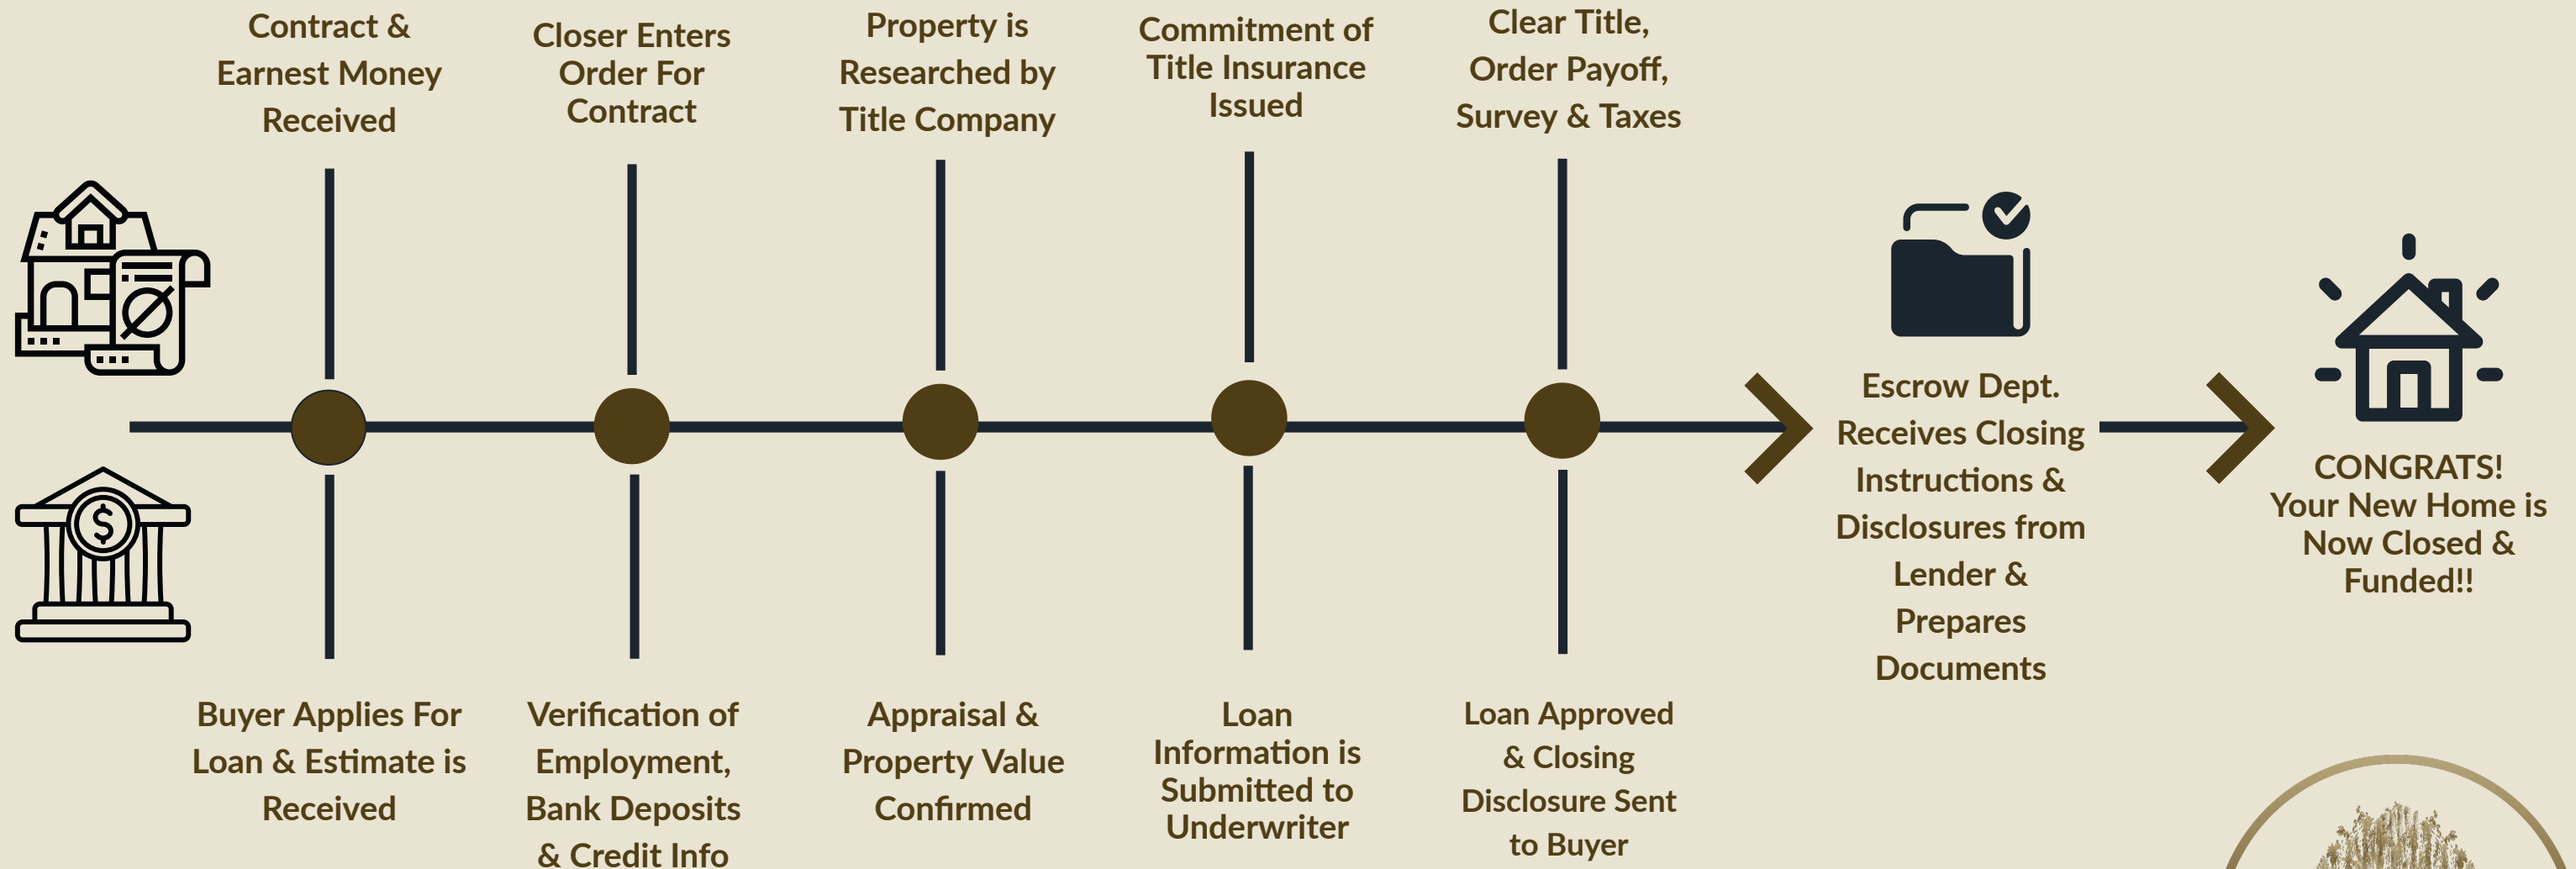 Contract &
Earnest Money
Received
Closer Enters
Order For
Contract
Property is
Researched by
Title Company
Commitment of
Title Insurance
Issued
Clear Title,
Order Payoff,
Survey & Taxes
$
Escrow Dept.
Receives Closing
Instructions &
Disclosures from
Lender &
Prepares
Documents
CONGRATS!
Your New Home is
Now Closed &
Funded!!
Buyer Applies For
Loan & Estimate is
Received
Verification of
Employment,
Bank Deposits
& Credit Info
Appraisal &
Property Value
Confirmed
Loan
Information is
Submitted to
Underwriter
Loan Approved
& Closing
Disclosure Sent
to Buyer